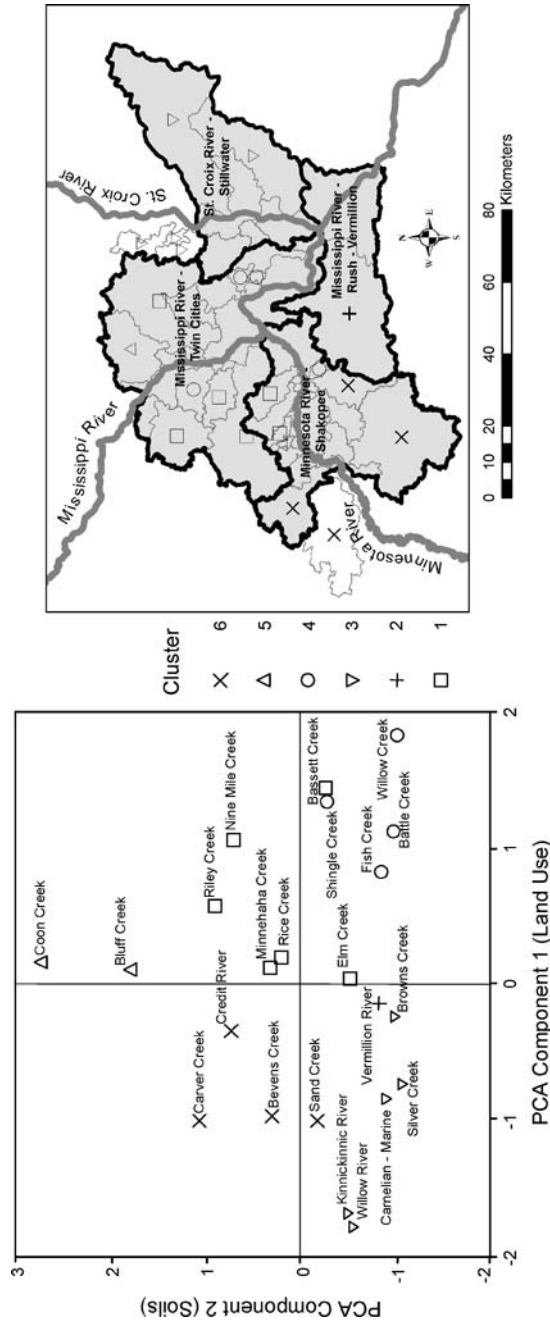 3
2
1
0
-1
-2
PCA Component 2 (Soils)
-2
-1
0
1
2
PCA Component 1 (Land Use)
Coon Creek
Bluff Creek
Carver Creek
Credit River
Riley Creek
Nine Mile Creek
Bevens Creek
Minnehaha Creek
Rice Creek
Sand Creek
Bassett Creek
Shingle Creek
Elm Creek
Kinnickinnic River
Willow River
Vermillion River
Fish Creek
Willow Creek
Battle Creek
Carnelian - Marine
Browns Creek
Silver Creek
Cluster
6
5
4
3
2
1
Mississippi River
St. Croix River
Mississippi River -
Twin Cities
St. Croix River -
Stillwater
Minnesota River -
Shakopee
Mississippi River -
Rush - Vermillion
Minnesota River
N
W
E
S
0
10
20
40
60
80
Kilometers